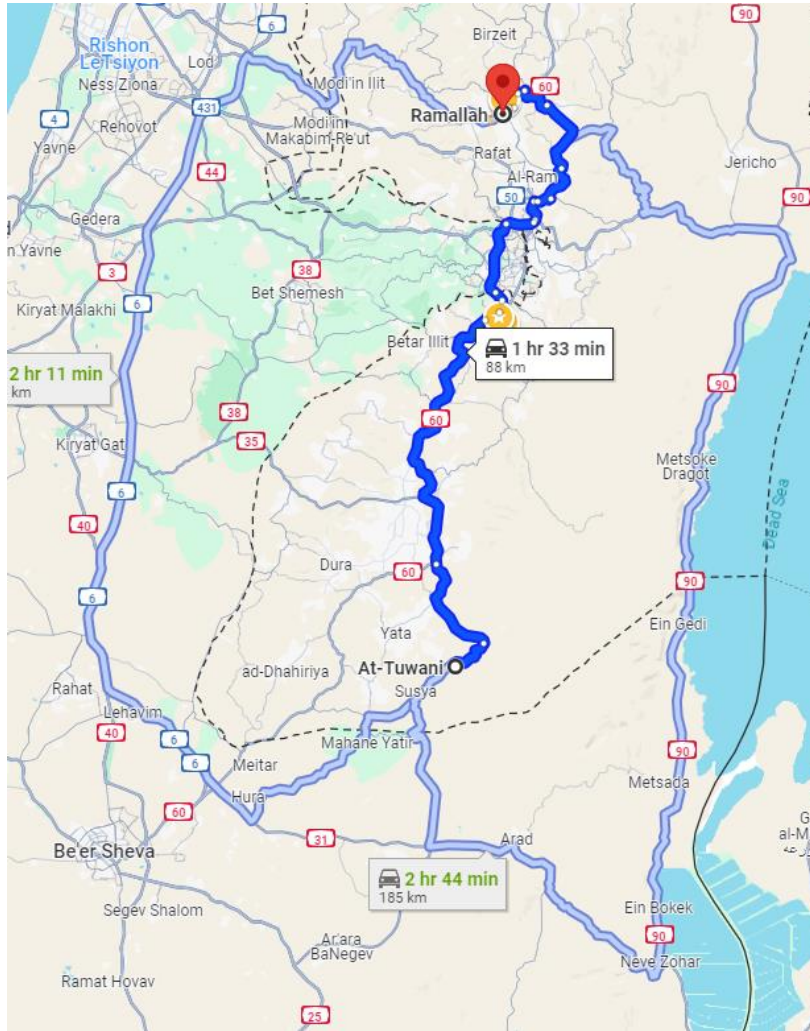 90
6
Birzeit
Rishon
LeTsiyon
Lod
Ness Ziona
Modi'in Ilit
60
431
Ramallah
4
Rehovot
Modi'in
Makabim-Re'ut
Yavne
Rafat
Jericho
44
Al-Ram
50
90
Gedera
n Yavne
3
38
90
6
Bet Shemesh
Kiryat Malakhi
Betar Illit
1 hr 33 min
88 km
2 hr 11 min
km
90
38
60
Kiryat Gat
35
Metsoke
Dragot
6
40
Dead Sea
Dura
60
90
6
Ein Gedi
Yata
At-Tuwani
ad-Dhahiriya
Rahat
Susya
Lehavim
40
6
Mahane Yatir
90
6
Meitar
Metsada
Hura
60
31
Arad
Be'er Sheva
2 hr 44 min
185 km
Segev Shalom
Ein Bokek
90
Ar'ara
BaNegev
Neve Zohar
Ramat Hovav
25